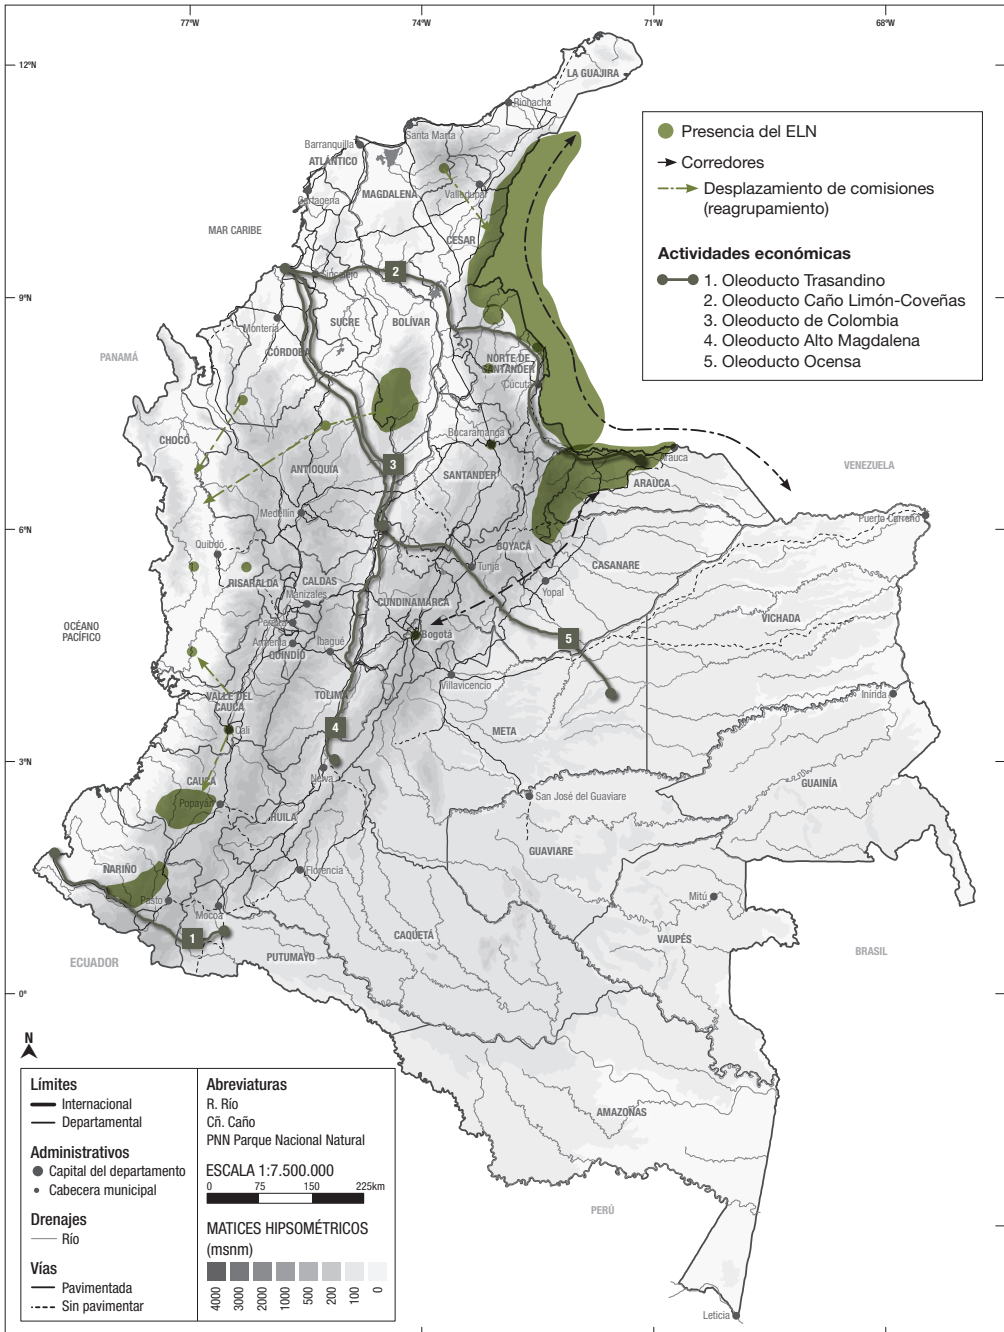 77°W
74°W
71°W
68°W
12°N
9°N
6°N
3°N
0°
LA GUAJIRA
Riohacha
Santa Marta
Barranquilla
ATLÁNTICO
MAGDALENA
Valledupar
Cartagena
MAR CARIBE
CESAR
2
Sincelejo
SUCRE
BOLÍVAR
Montería
CÓRDOBA
PANAMÁ
NORTE DE
SANTANDER
Cúcuta
CHOCÓ
Bucaramanga
ANTIOQUIA
3
SANTANDER
Arauca
ARAUCA
VENEZUELA
Medellín
Puerto Carreño
Quibdó
BOYACÁ
Tunja
CASANARE
RISARALDA
CALDAS
Manizales
CUNDINAMARCA
Yopal
VICHADA
OCÉANO
PACÍFICO
Pereira
Armenia
QUINDÍO
Ibagué
Bogotá
5
Villavicencio
VALLE DEL
CAUCA
TOLIMA
Inírida
Cali
4
META
Neiva
CAUCA
Popayán
HUILA
San José del Guaviare
GUAINÍA
GUAVIARE
NARIÑO
Florencia
Pasto
Mocoa
Mitú
1
CAQUETÁ
VAUPÉS
ECUADOR
PUTUMAYO
BRASIL
AMAZONAS
PERÚ
Leticia
Presencia del ELN
Corredores
Desplazamiento de comisiones
(reagrupamiento)
Actividades económicas
1. Oleoducto Trasandino
2. Oleoducto Caño Limón-Coveñas
3. Oleoducto de Colombia
4. Oleoducto Alto Magdalena
5. Oleoducto Ocensa
N
Límites
Internacional
Departamental
Administrativos
Capital del departamento
Cabecera municipal
Drenajes
Río
Vías
Pavimentada
Sin pavimentar
Abreviaturas
R. Río
Cñ. Caño
PNN Parque Nacional Natural
ESCALA 1:7.500.000
0 75 150 225km
MATICES HIPSOMÉTRICOS
(msnm)
4000 3000 2000 1000 500 200 100 0